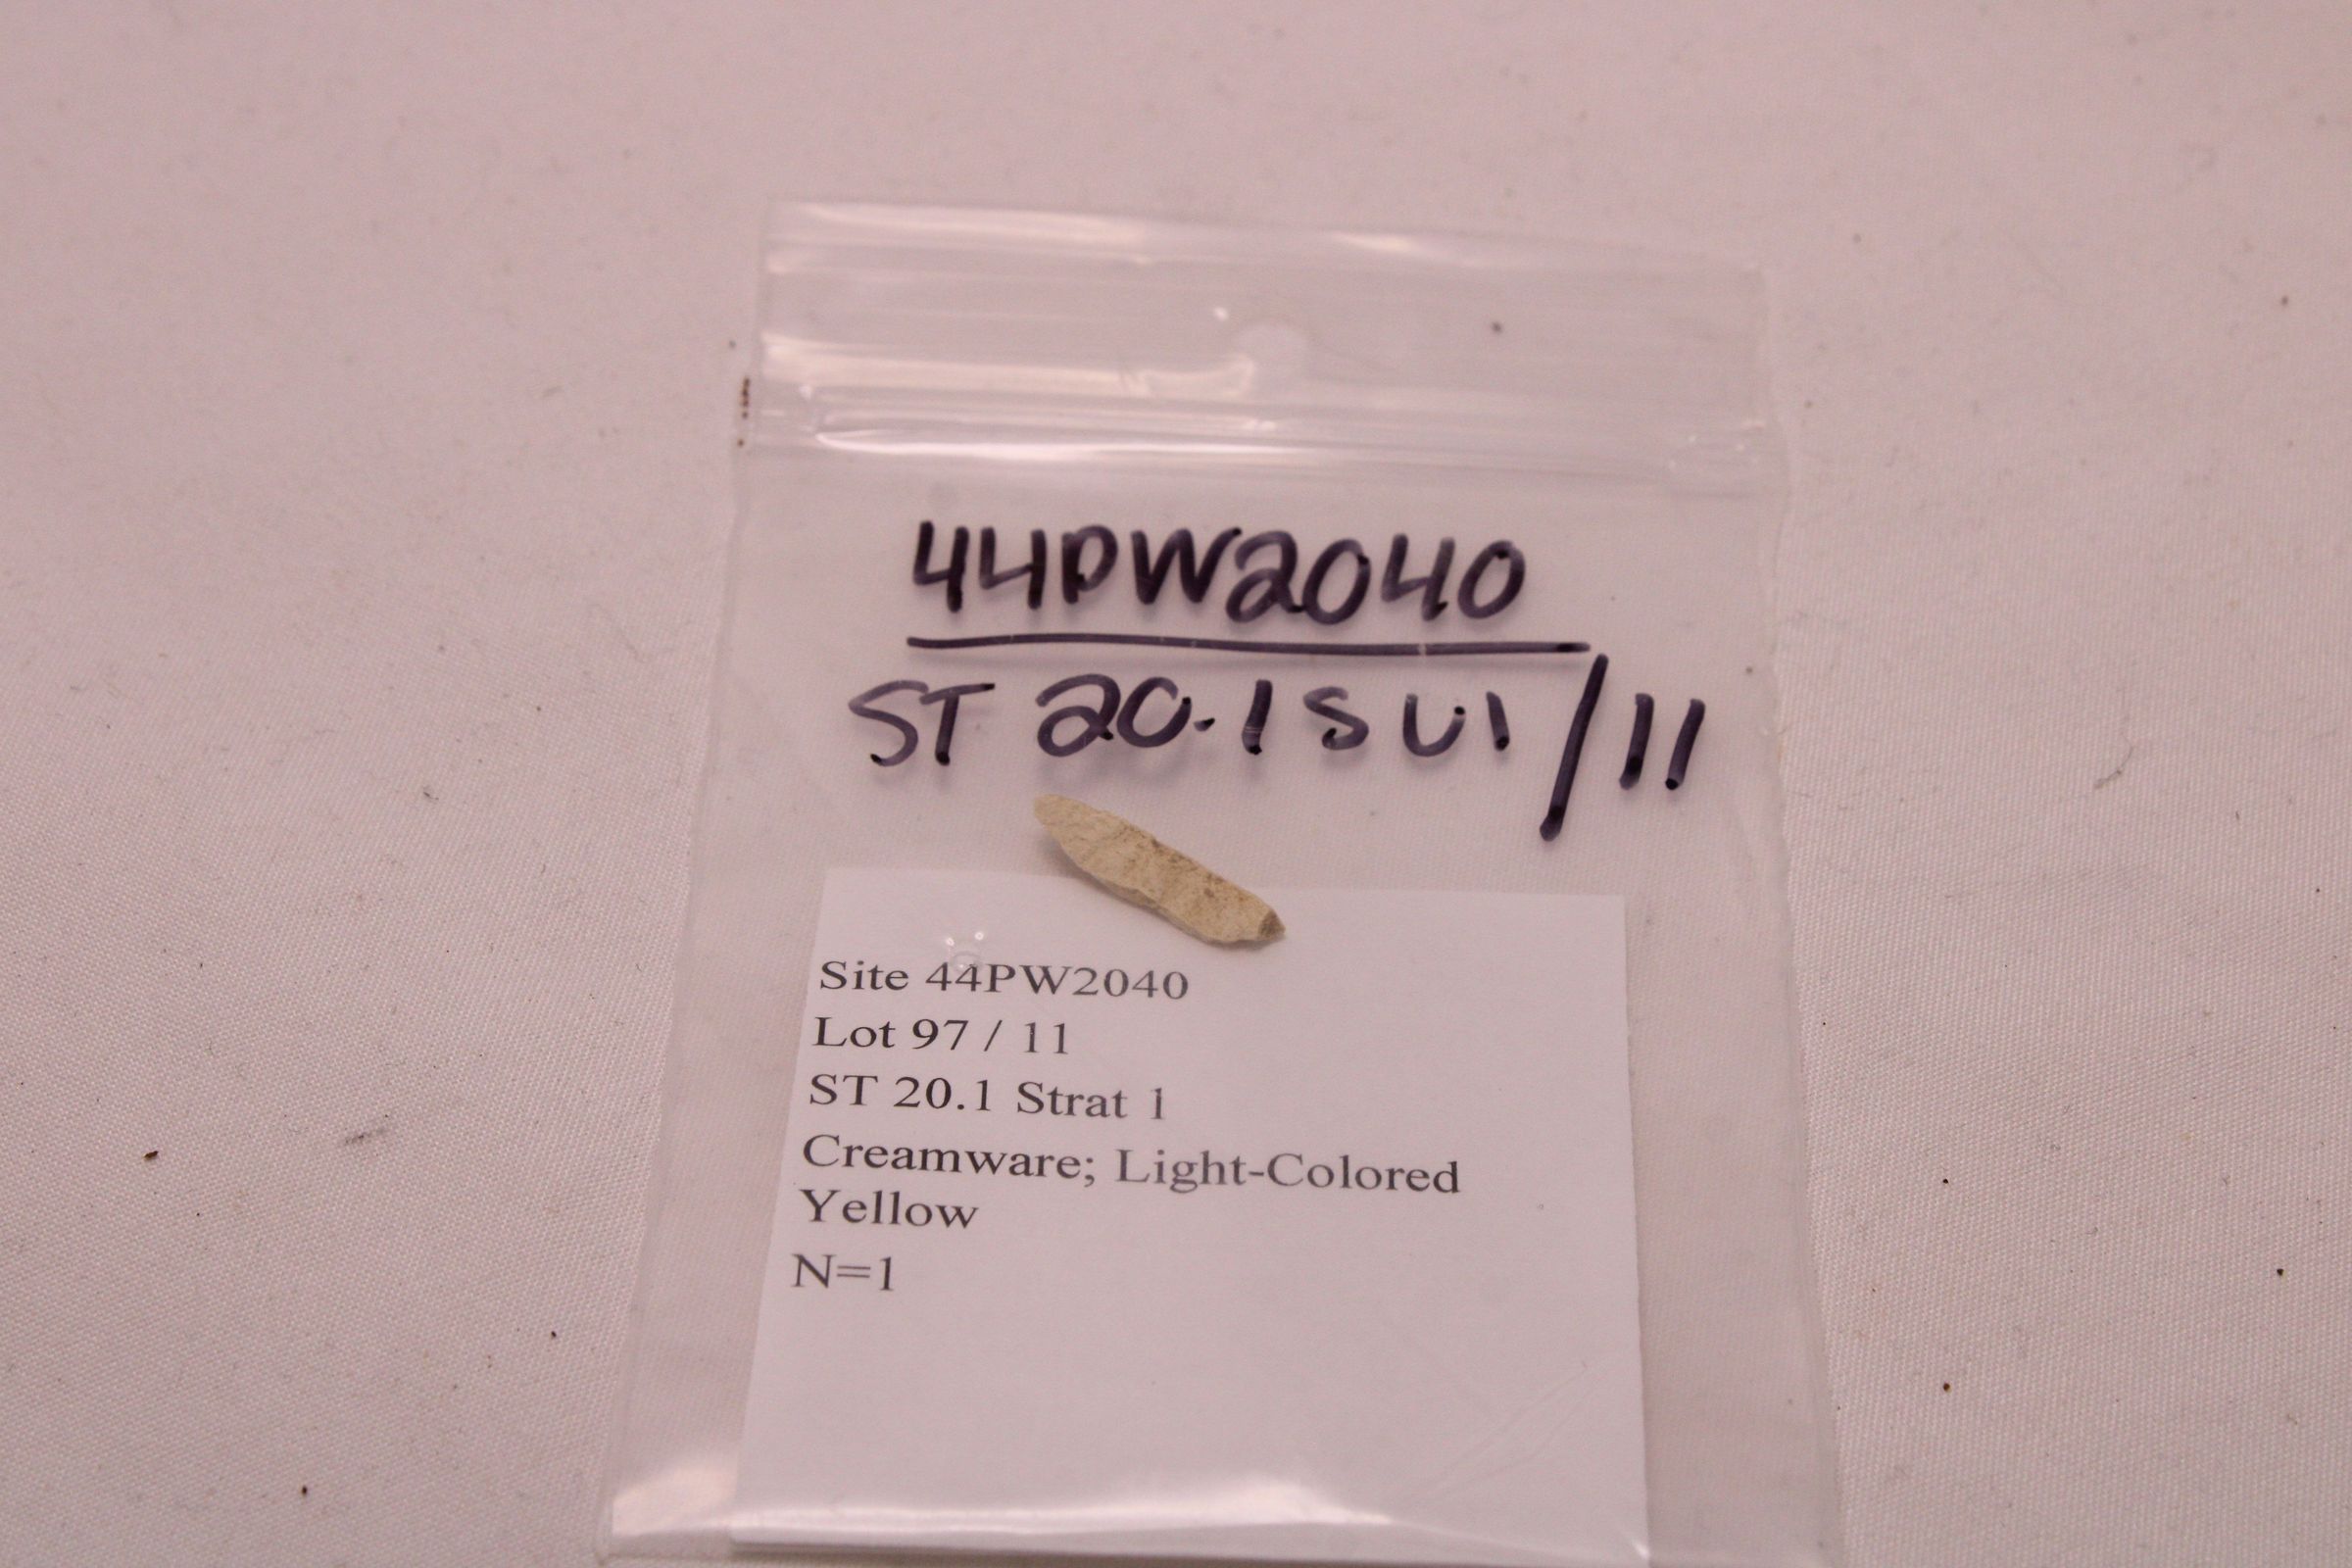 44PW2040
ST 20.1 SU1/11
Site 44PW2040
Lot 97 / 11
ST 20.1 Strat 1
Creamware; Light-Colored
Yellow
N=1